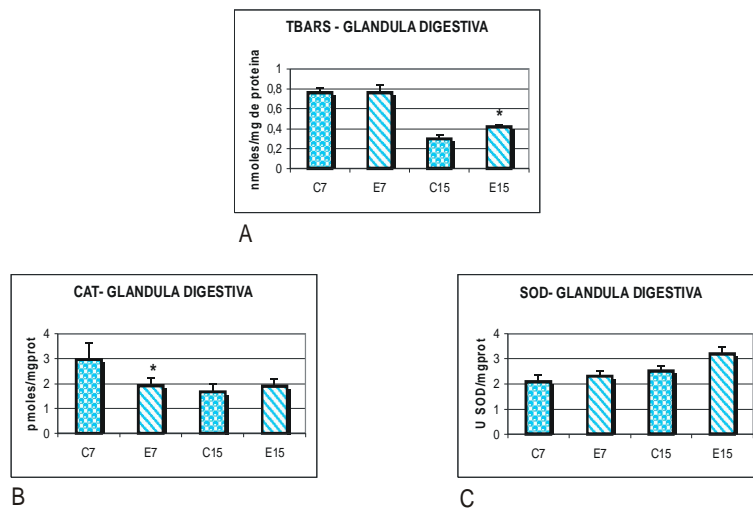 TBARS - GLANDULA DIGESTIVA
nmoles/mg de proteina
1
0,8
0,6
0,4
0,2
0
*
C7 E7 C15 E15
A
CAT- GLANDULA DIGESTIVA
pmoles/mgprot
4
3
2
1
0
*
C7 E7 C15 E15
B
SOD- GLANDULA DIGESTIVA
U SOD/mgprot
4
3
2
1
0
C7 E7 C15 E15
C